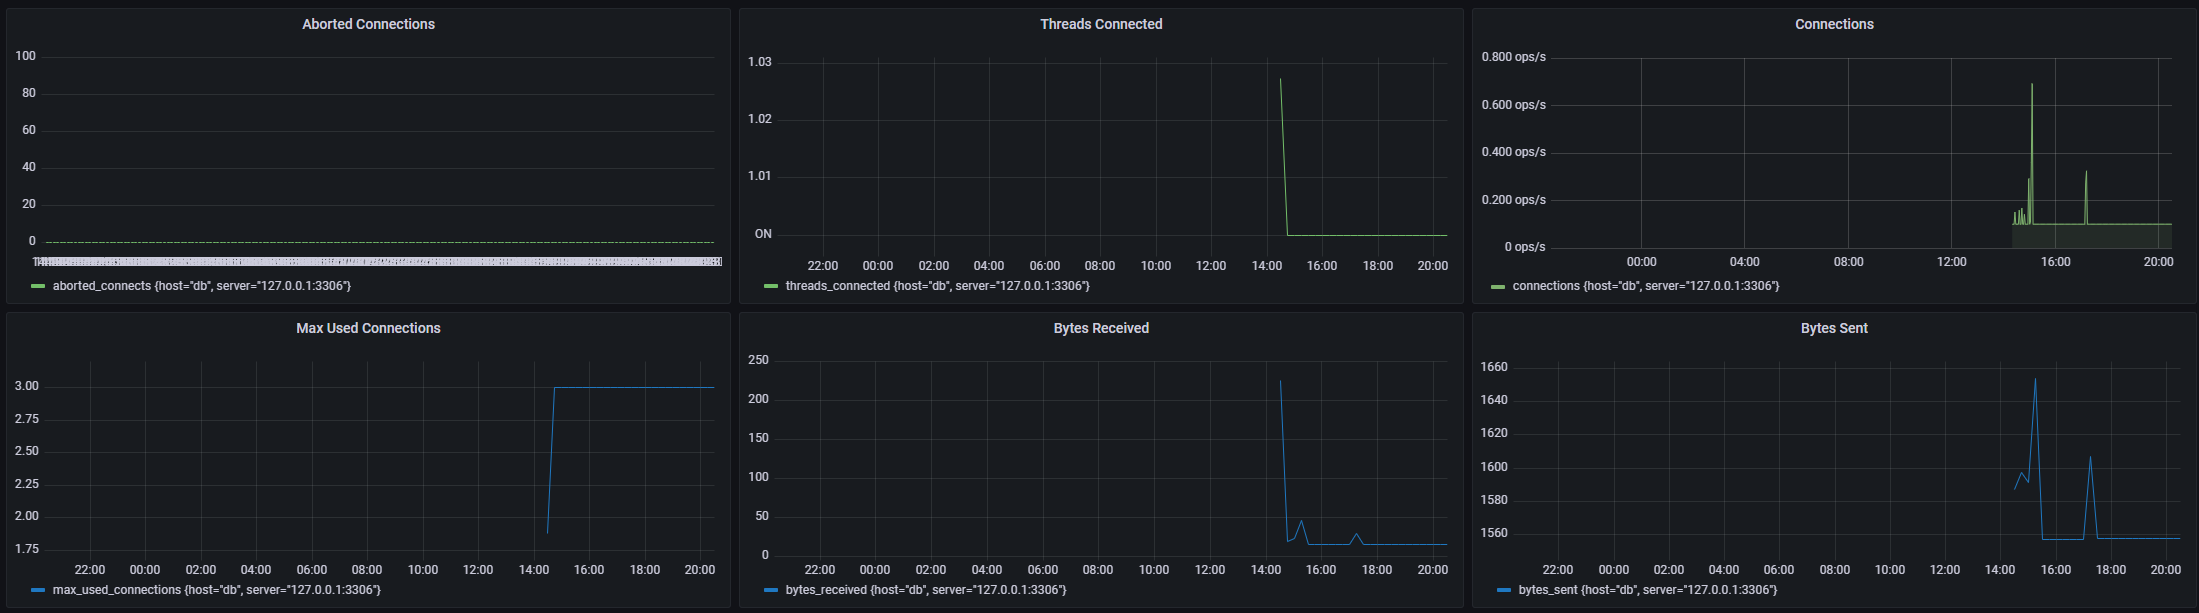 Aborted Connections
100
80
60
40
20
0
aborted_connects {host="db", server="127.0.0.1:3306"}
Threads Connected
1.03
1.02
1.01
ON
22:00 00:00 02:00 04:00 06:00 08:00 10:00 12:00 14:00 16:00 18:00 20:00
threads_connected {host="db", server="127.0.0.1:3306"}
Connections
0.800 ops/s
0.600 ops/s
0.400 ops/s
0.200 ops/s
0 ops/s
00:00 04:00 08:00 12:00 16:00 20:00
connections {host="db", server="127.0.0.1:3306"}
Max Used Connections
3.00
2.75
2.50
2.25
2.00
1.75
22:00 00:00 02:00 04:00 06:00 08:00 10:00 12:00 14:00 16:00 18:00 20:00
max_used_connections {host="db", server="127.0.0.1:3306"}
Bytes Received
250
200
150
100
50
0
22:00 00:00 02:00 04:00 06:00 08:00 10:00 12:00 14:00 16:00 18:00 20:00
bytes_received {host="db", server="127.0.0.1:3306"}
Bytes Sent
1660
1640
1620
1600
1580
1560
22:00 00:00 02:00 04:00 06:00 08:00 10:00 12:00 14:00 16:00 18:00 20:00
bytes_sent {host="db", server="127.0.0.1:3306"}